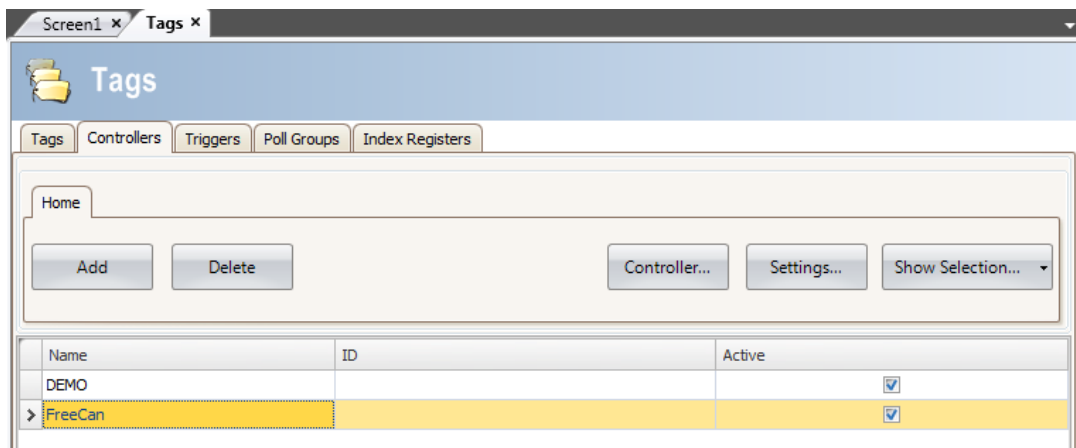 Screen1 Tags
Tags
Tags Controllers Triggers Poll Groups Index Registers
Home
Add Delete Controller... Settings... Show Selection...
Name ID Active
DEMO
FreeCan